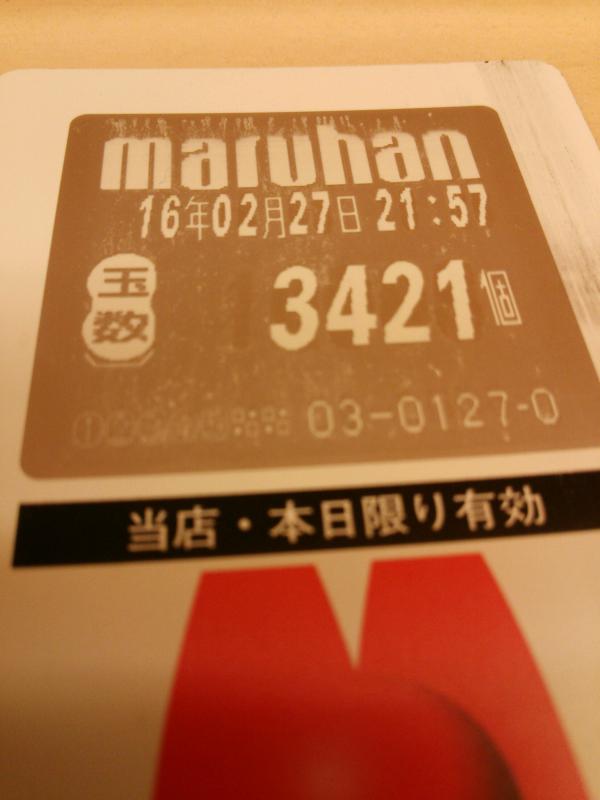 maruhan
16年02月27日 21:57
玉数 3421個
03-0127-0
当店・本日限り有効